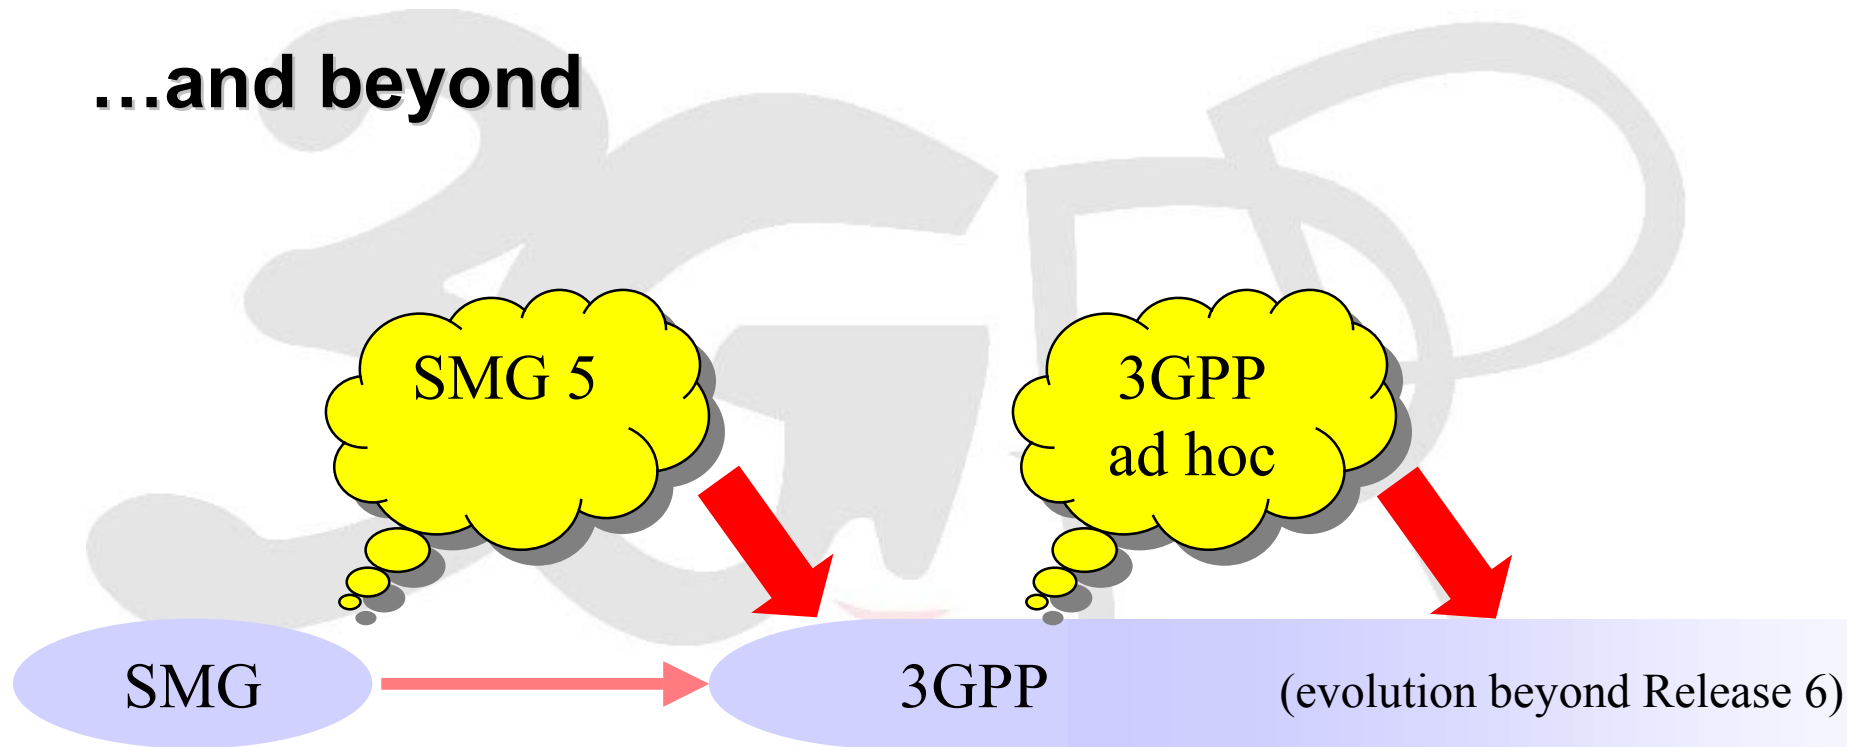 …and beyond
SMG 5
3GPP
ad hoc
SMG
3GPP
(evolution beyond Release 6)